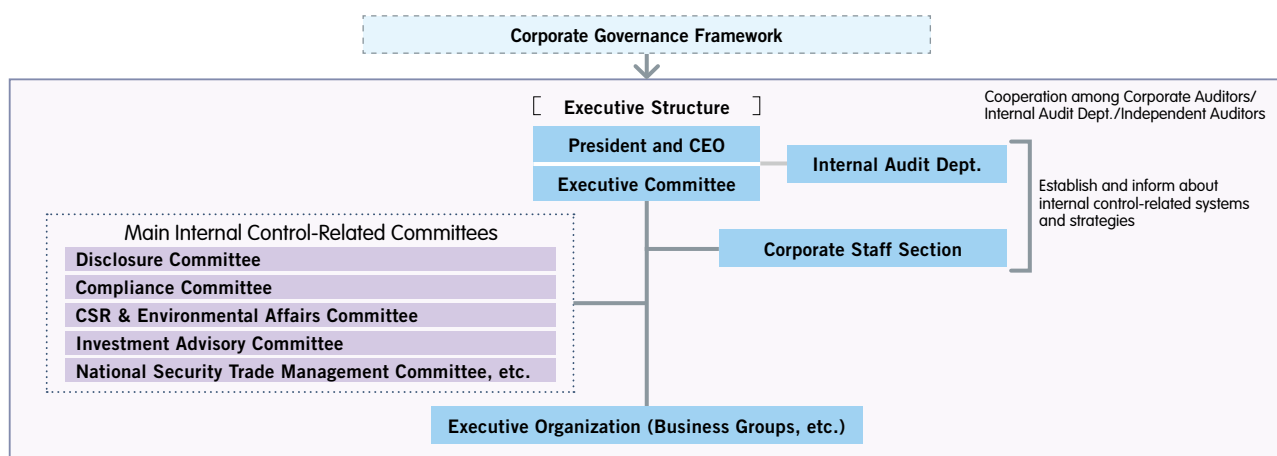 Corporate Governance Framework
[ Executive Structure ]
Cooperation among Corporate Auditors/
Internal Audit Dept./Independent Auditors
President and CEO
Internal Audit Dept.
Executive Committee
Establish and inform about
internal control-related systems
and strategies
Main Internal Control-Related Committees
Corporate Staff Section
Disclosure Committee
Compliance Committee
CSR & Environmental Affairs Committee
Investment Advisory Committee
National Security Trade Management Committee, etc.
Executive Organization (Business Groups, etc.)